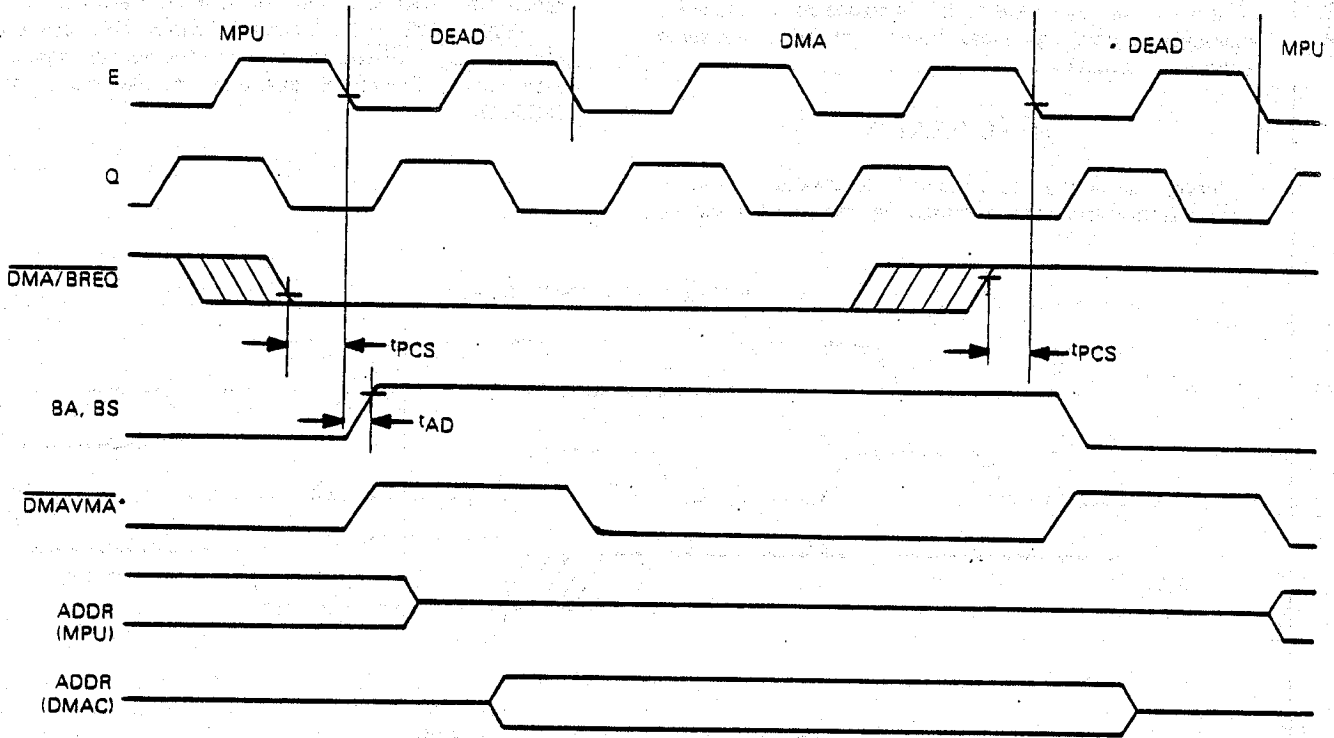 MPU DEAD DMA DEAD MPU
E
Q
DMA/BREQ
tPCS tPCS
BA, BS
tAD
DMAVMA*
ADDR
(MPU)
ADDR
(DMAC)